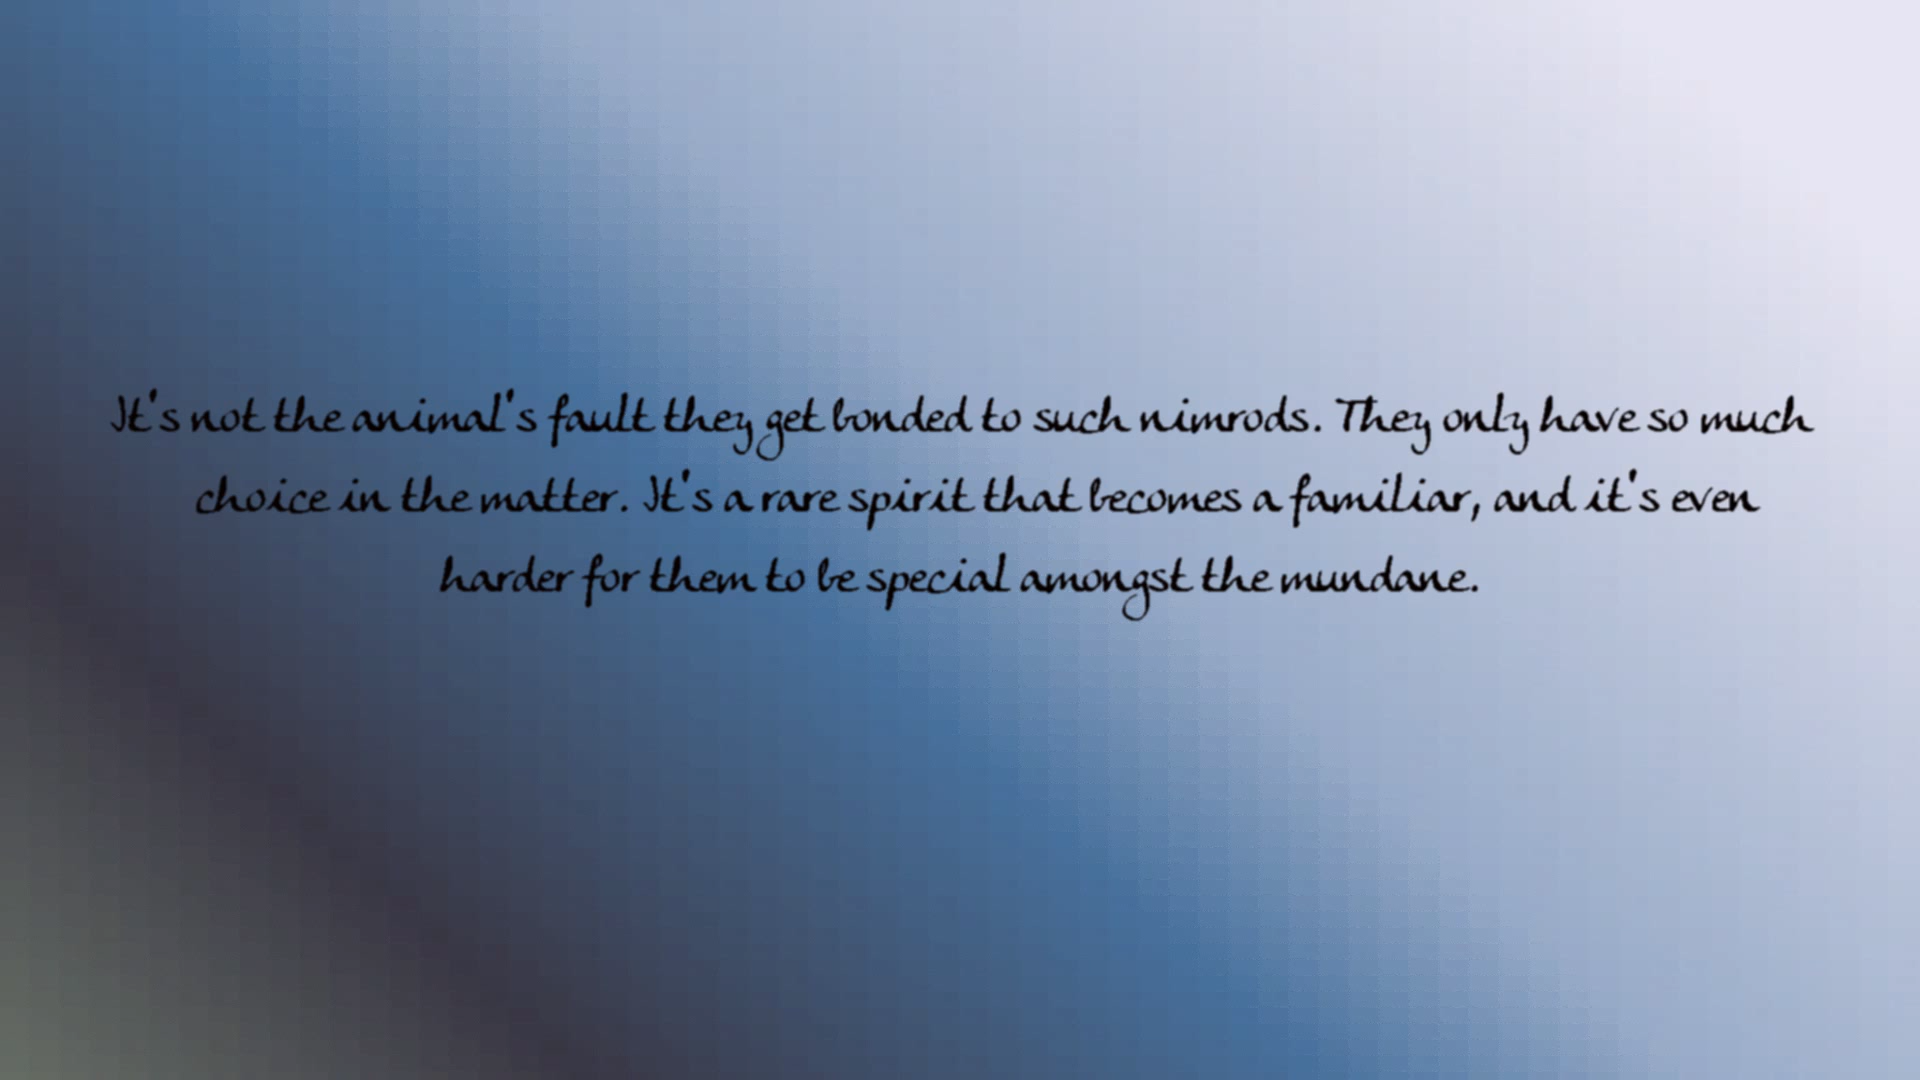 It's not the animal's fault they get bonded to such nimrods. They only have so much
choice in the matter. It's a rare spirit that becomes a familiar, and it's even
harder for them to be special amongst the mundane.